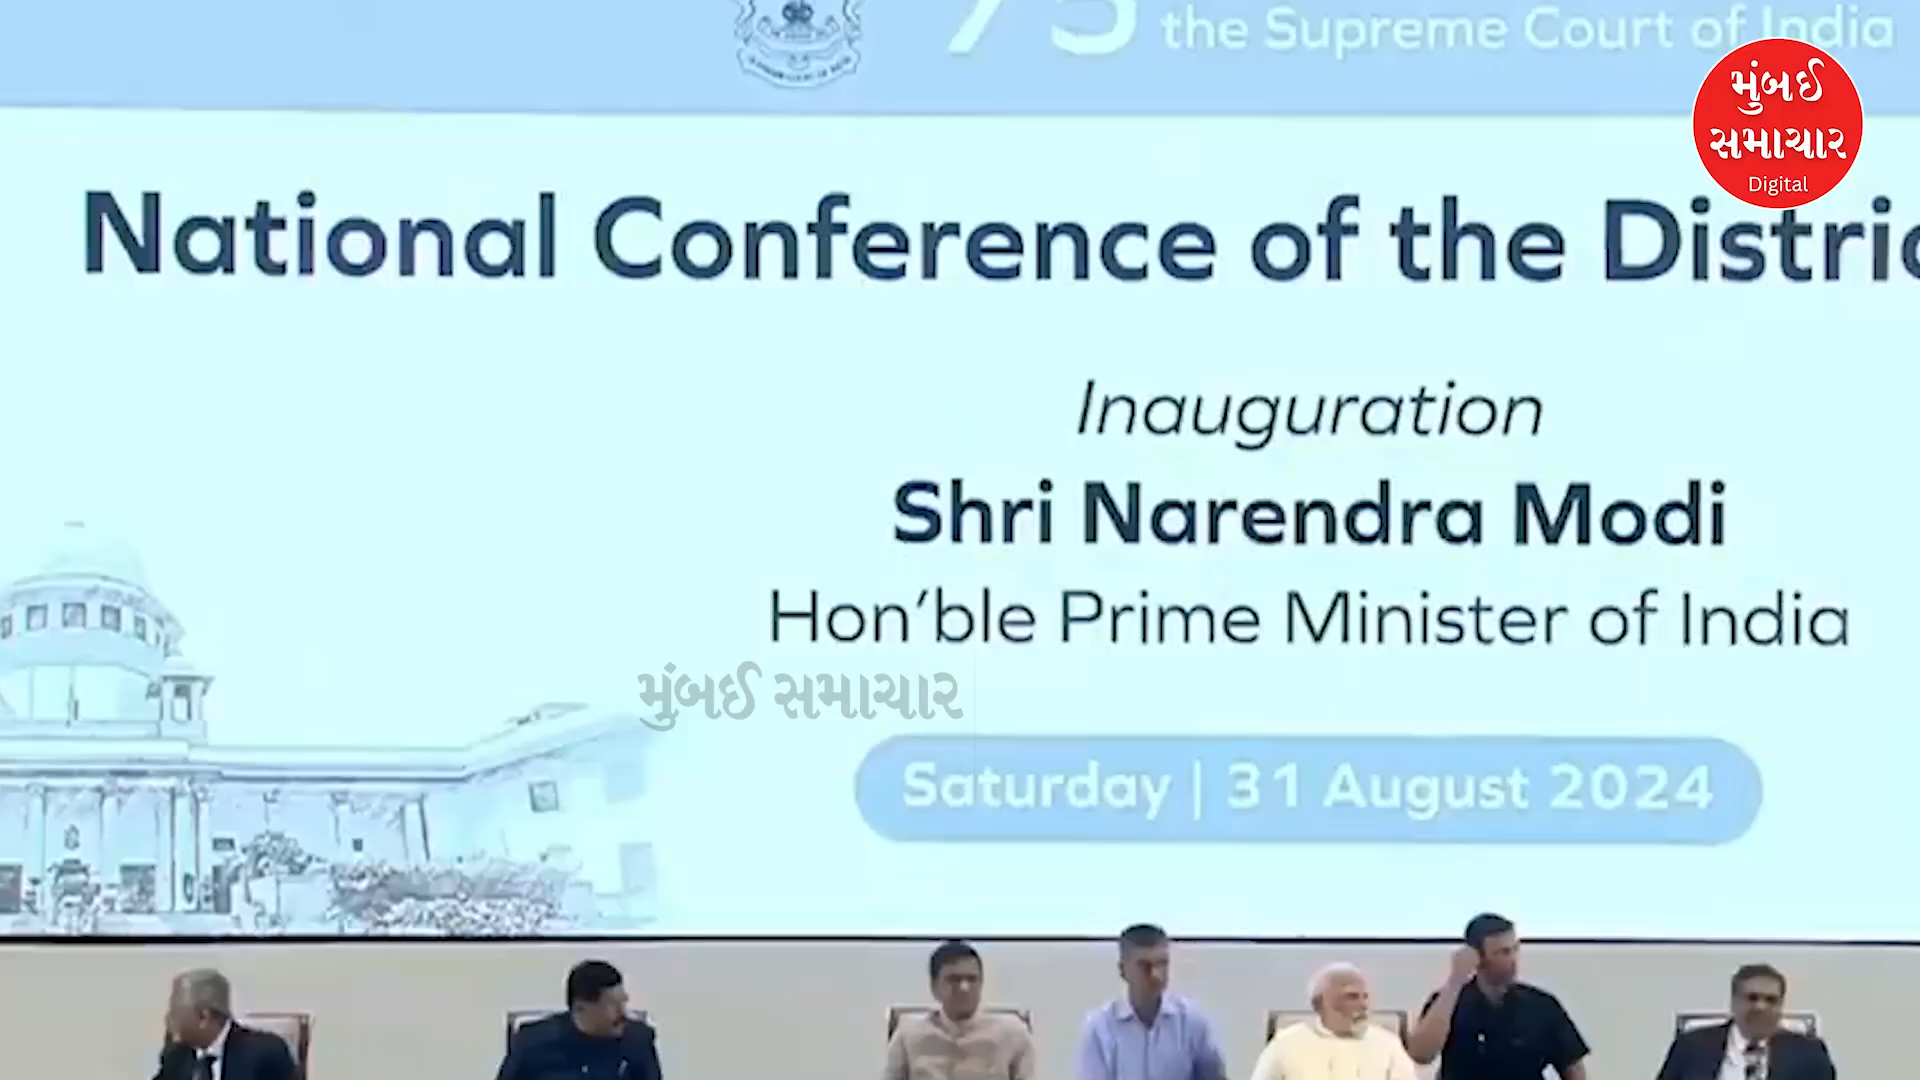 75 the Supreme Court of India
મુંબઈ
સમાચાર
Digital
National Conference of the Distric
Inauguration
Shri Narendra Modi
Hon'ble Prime Minister of India
મુંબઈ સમાચાર
Saturday | 31 August 2024